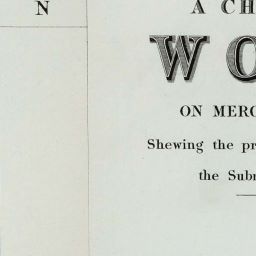 N
A CH
WO
ON MERC
Shewing the pr
the Subm